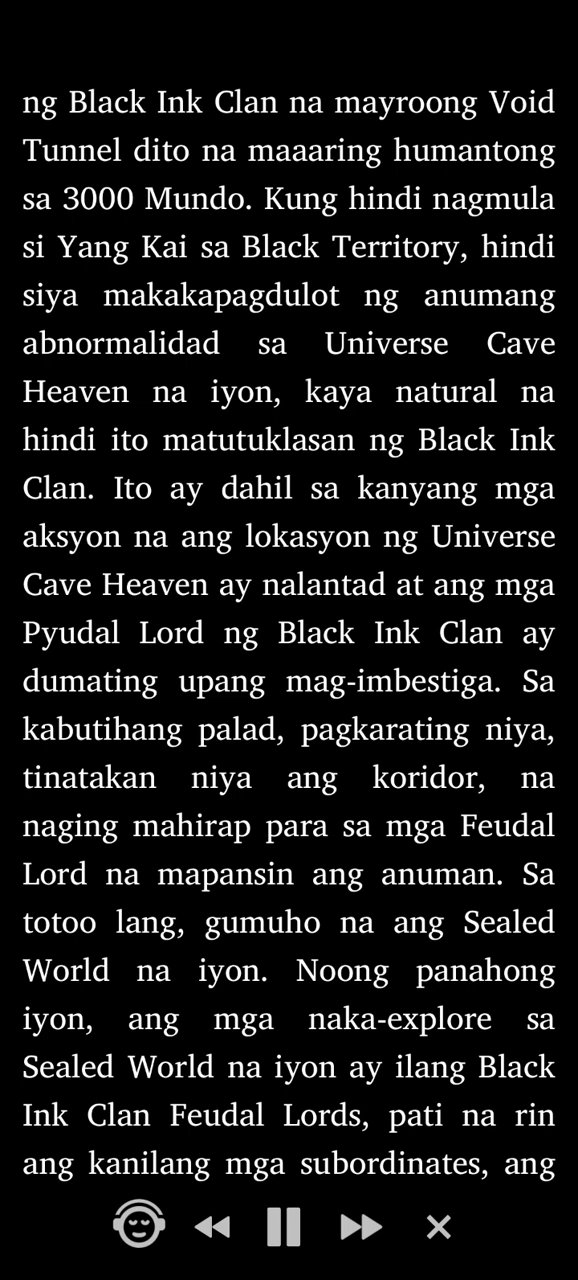 ng Black Ink Clan na mayroong Void
Tunnel dito na maaaring humantong
sa 3000 Mundo. Kung hindi nagmula
si Yang Kai sa Black Territory, hindi
siya makakapagdulot ng anumang
abnormalidad sa Universe Cave
Heaven na iyon, kaya natural na
hindi ito matutuklasan ng Black Ink
Clan. Ito ay dahil sa kanyang mga
aksyon na ang lokasyon ng Universe
Cave Heaven ay nalantad at ang mga
Pyudal Lord ng Black Ink Clan ay
dumating upang mag-imbestiga. Sa
kabutihang palad, pagkarating niya,
tinatakan niya ang koridor, na
naging mahirap para sa mga Feudal
Lord na mapansin ang anuman. Sa
totoo lang, gumuho na ang Sealed
World na iyon. Noong panahong
iyon, ang mga naka-explore sa
Sealed World na iyon ay ilang Black
Ink Clan Feudal Lords, pati na rin
ang kanilang mga subordinates, ang